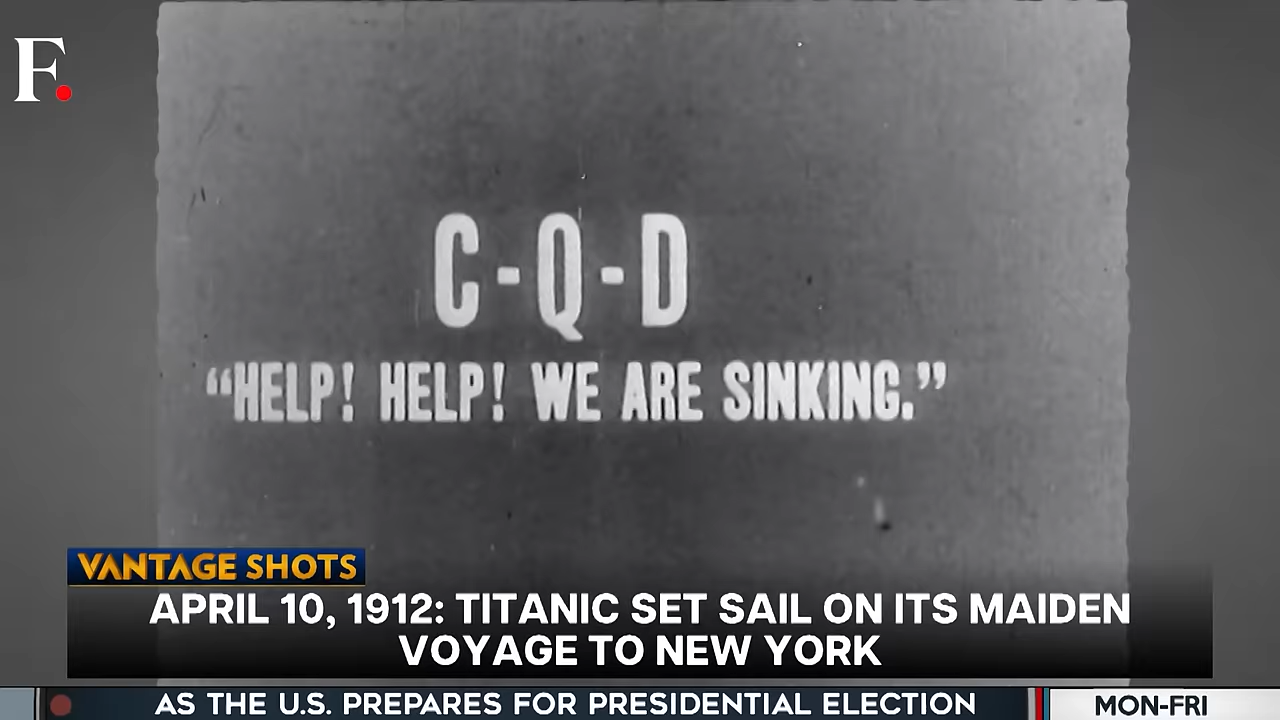 F.
C-Q-D
“HELP! HELP! WE ARE SINKING.”
VANTAGE SHOTS
APRIL 10, 1912: TITANIC SET SAIL ON ITS MAIDEN
VOYAGE TO NEW YORK
AS THE U.S. PREPARES FOR PRESIDENTIAL ELECTION
MON-FRI